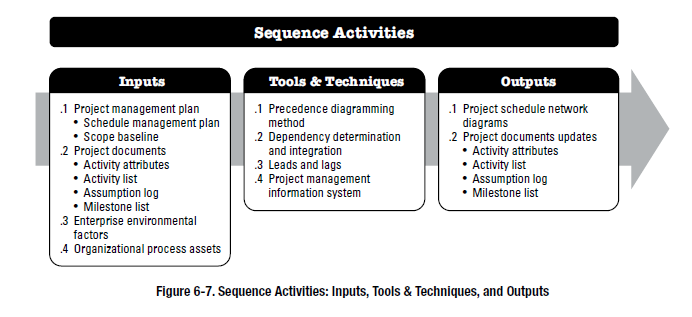 Sequence Activities
Inputs
.1 Project management plan
• Schedule management plan
• Scope baseline
.2 Project documents
• Activity attributes
• Activity list
• Assumption log
• Milestone list
.3 Enterprise environmental
factors
.4 Organizational process assets
Tools & Techniques
.1 Precedence diagramming
method
.2 Dependency determination
and integration
.3 Leads and lags
.4 Project management
information system
Outputs
.1 Project schedule network
diagrams
.2 Project documents updates
• Activity attributes
• Activity list
• Assumption log
• Milestone list
Figure 6-7. Sequence Activities: Inputs, Tools & Techniques, and Outputs